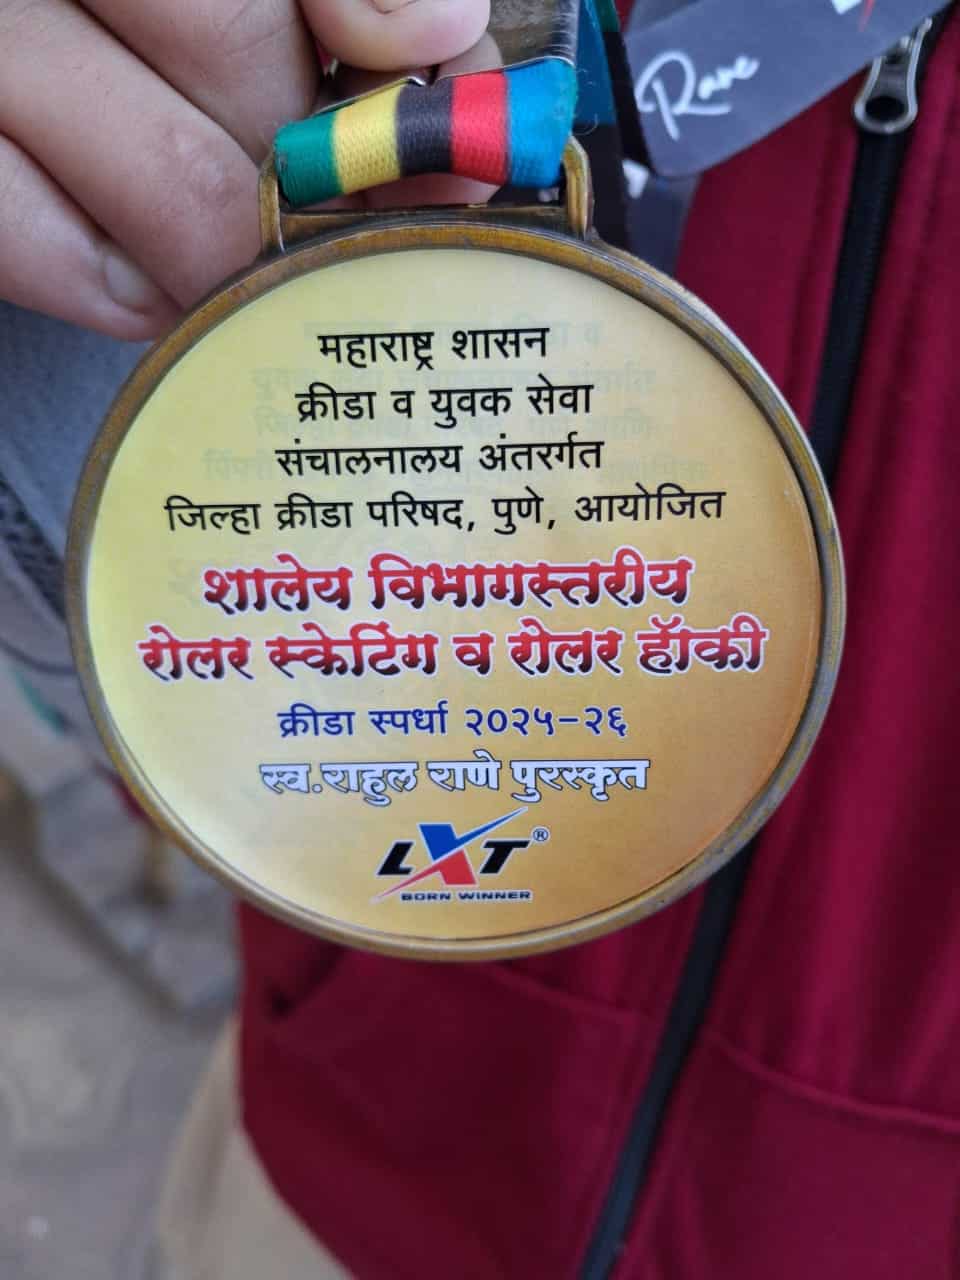 Rare
महाराष्ट्र शासन
क्रीडा व युवक सेवा
संचालनालय अंतरर्गत
जिल्हा क्रीडा परिषद, पुणे, आयोजित
शालेय विभागस्तरीय
रोलर स्केटिंग व रोलर हॉकी
क्रीडा स्पर्धा २०२५-२६
स्व.राहुल राणे पुरस्कृत
LXT®
BORN WINNER